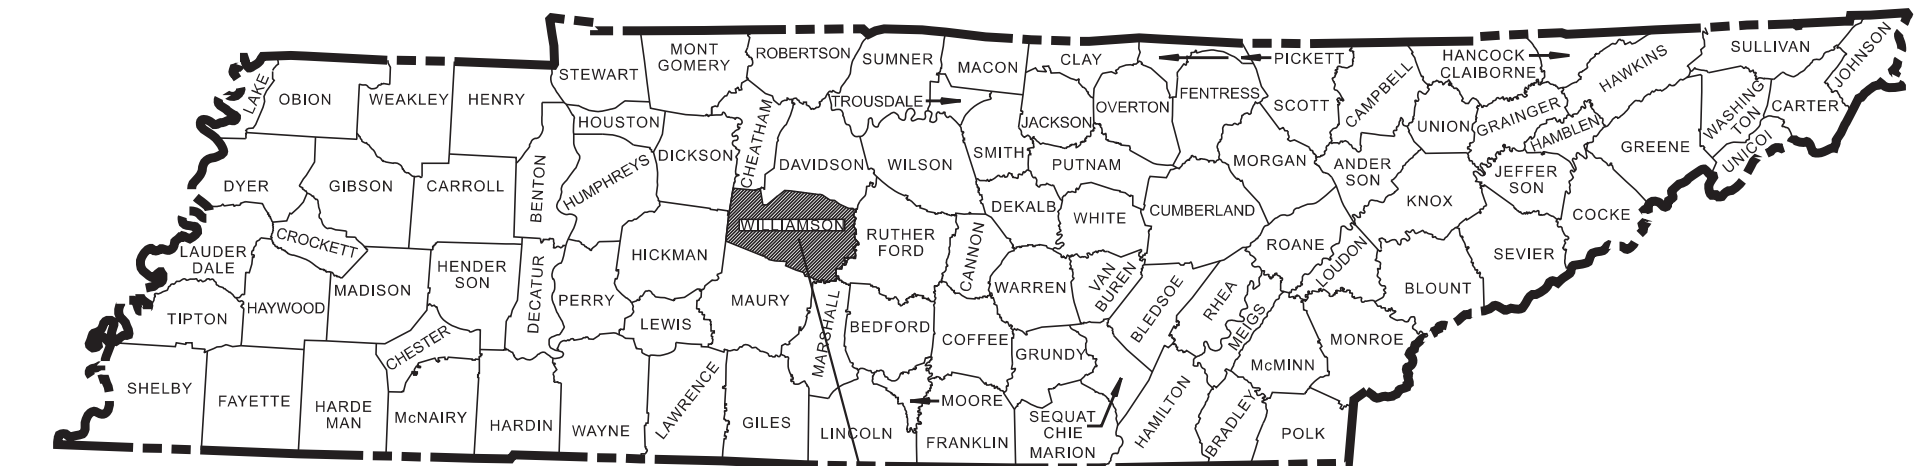 LAKE
OBION
WEAKLEY
HENRY
STEWART
MONT
GOMERY
ROBERTSON
SUMNER
MACON
CLAY
PICKETT
HANCOCK
CLAIBORNE
HAWKINS
SULLIVAN
JOHNSON
TROUSDALE
HOUSTON
DICKSON
CHEATHAM
DAVIDSON
WILSON
SMITH
JACKSON
OVERTON
FENTRESS
SCOTT
CAMPBELL
UNION
GRAINGER
HAMBLEN
GREENE
WASHING
TON
UNICOI
CARTER
DYER
GIBSON
CARROLL
BENTON
HUMPHREYS
PUTNAM
MORGAN
ANDER
SON
KNOX
JEFFER
SON
COCKE
CROCKETT
WILLIAMSON
DEKALB
WHITE
CUMBERLAND
LAUDER
DALE
HAYWOOD
MADISON
HENDER
SON
DECATUR
PERRY
HICKMAN
RUTHER
FORD
CANNON
WARREN
VAN
BUREN
BLEDSOE
RHEA
MEIGS
ROANE
LOUDON
BLOUNT
SEVIER
TIPTON
CHESTER
LEWIS
MAURY
MARSHALL
BEDFORD
COFFEE
GRUNDY
McMINN
MONROE
SHELBY
FAYETTE
HARDE
MAN
McNAIRY
HARDIN
WAYNE
LAWRENCE
GILES
LINCOLN
MOORE
FRANKLIN
SEQUAT
CHIE
MARION
HAMILTON
BRADLEY
POLK